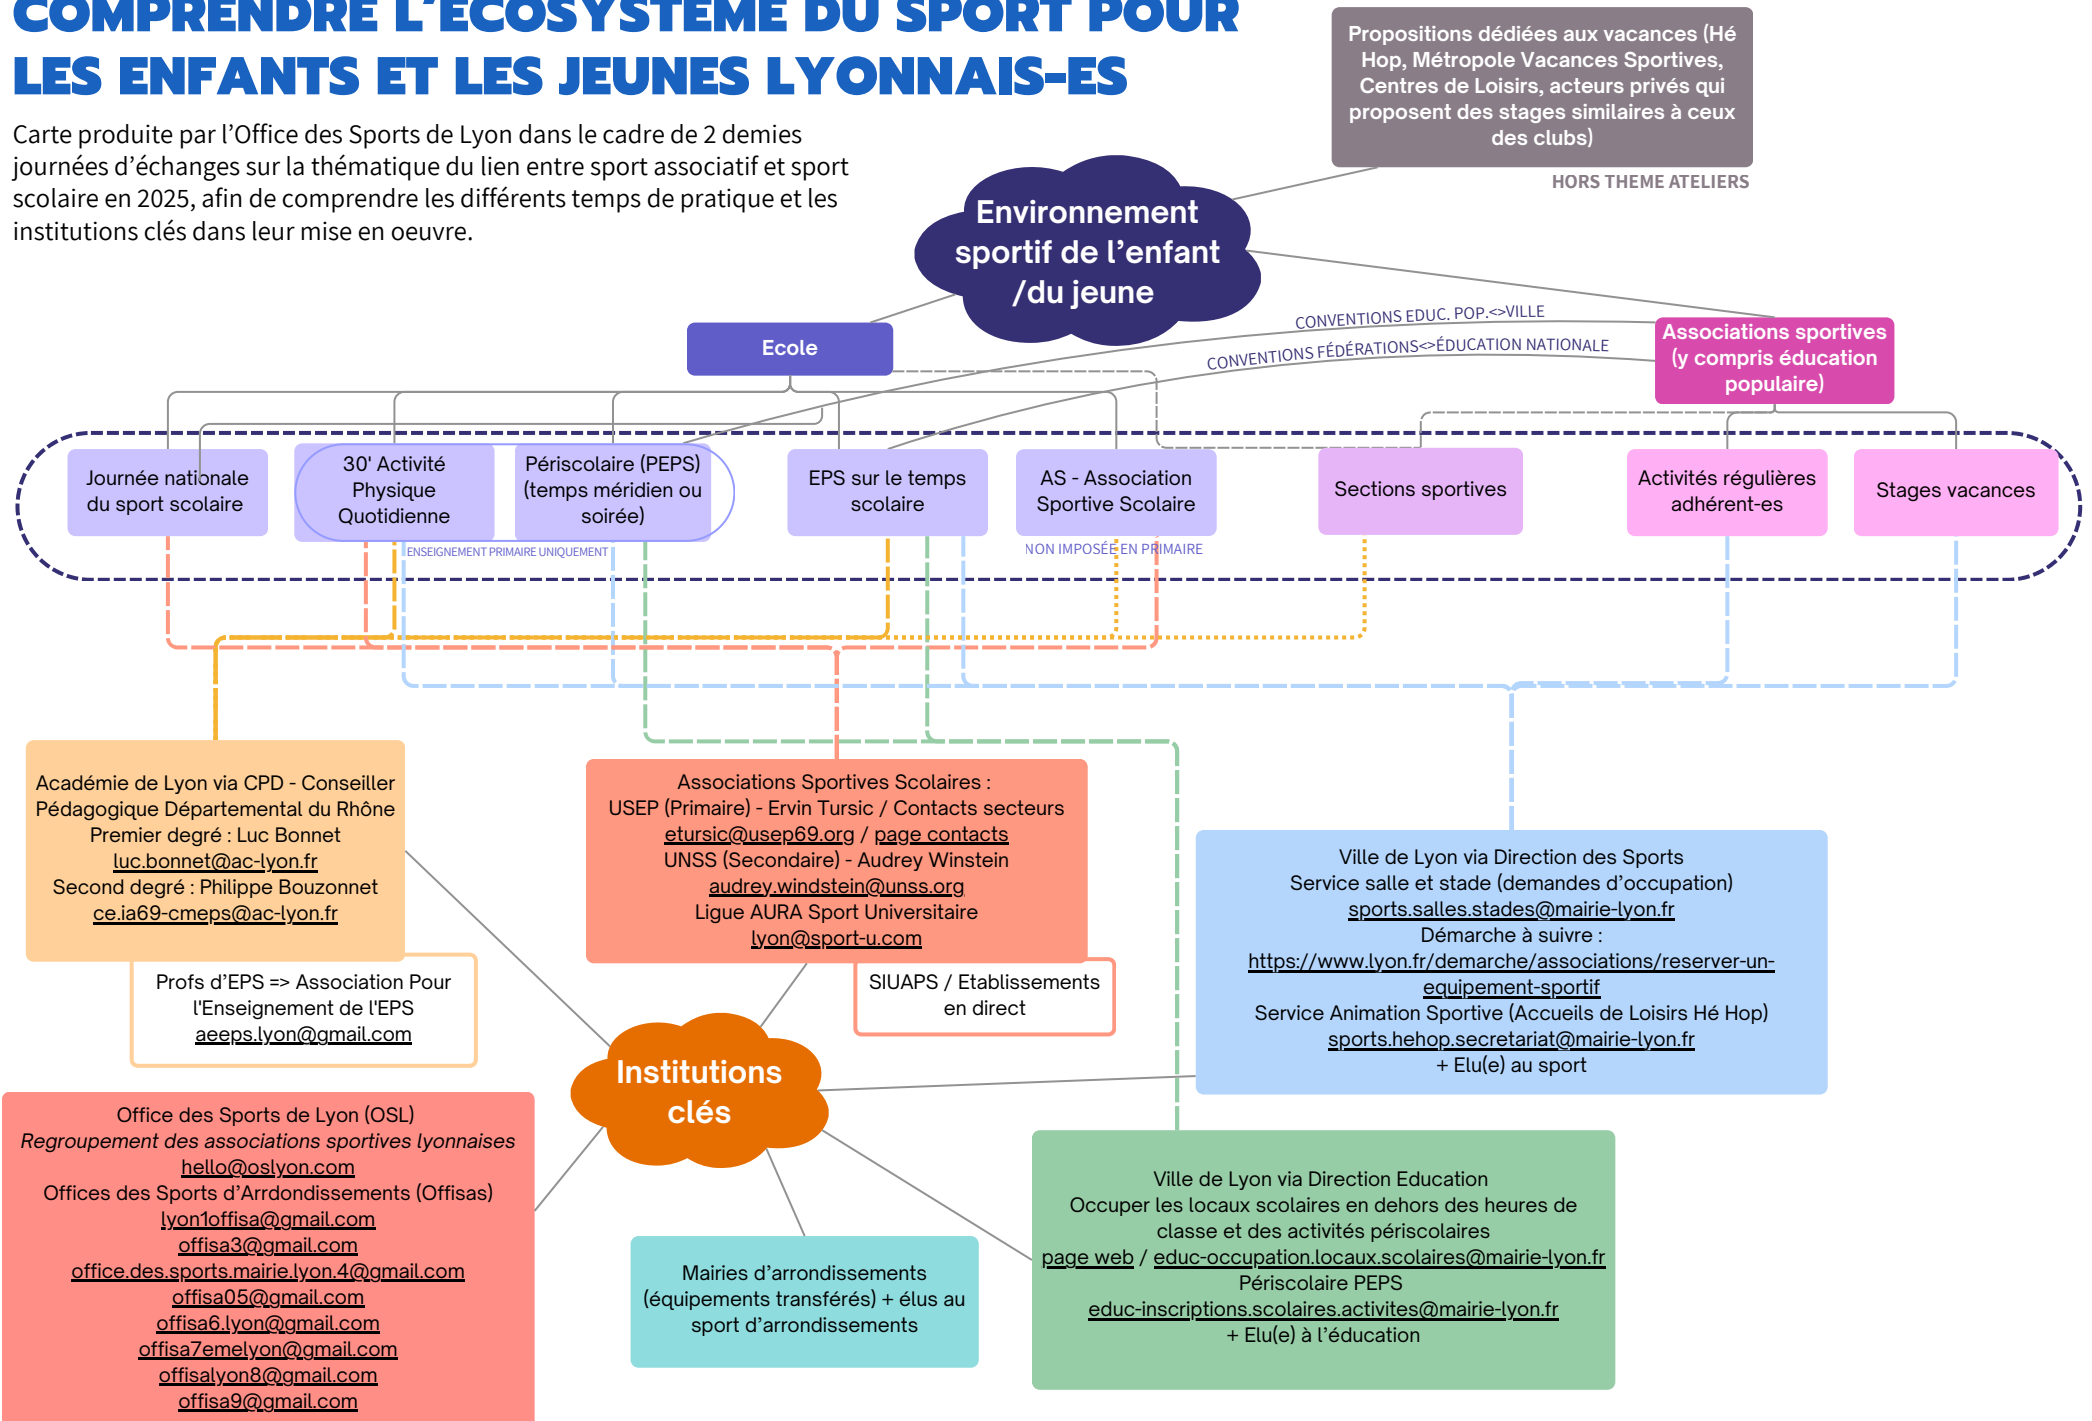 COMPRENDRE L'ÉCOSYSTÈME DU SPORT POUR
LES ENFANTS ET LES JEUNES LYONNAIS-ES
Carte produite par l'Office des Sports de Lyon dans le cadre de 2 demies
journées d'échanges sur la thématique du lien entre sport associatif et sport
scolaire en 2025, afin de comprendre les différents temps de pratique et les
institutions clés dans leur mise en oeuvre.
Propositions dédiées aux vacances (Hé
Hop, Métropole Vacances Sportives,
Centres de Loisirs, acteurs privés qui
proposent des stages similaires à ceux
des clubs)
HORS THEME ATELIERS
Environnement
sportif de l'enfant
/du jeune
Ecole
CONVENTIONS EDUC. POP.<>VILLE
CONVENTIONS FÉDÉRATIONS<>ÉDUCATION NATIONALE
Associations sportives
(y compris éducation
populaire)
Journée nationale
du sport scolaire
30' Activité
Physique
Quotidienne
Périscolaire (PEPS)
(temps méridien ou
soirée)
ENSEIGNEMENT PRIMAIRE UNIQUEMENT
EPS sur le temps
scolaire
AS - Association
Sportive Scolaire
NON IMPOSÉE EN PRIMAIRE
Sections sportives
Activités régulières
adhérent-es
Stages vacances
Académie de Lyon via CPD - Conseiller
Pédagogique Départemental du Rhône
Premier degré : Luc Bonnet
luc.bonnet@ac-lyon.fr
Second degré : Philippe Bouzonnet
ce.ia69-cmeps@ac-lyon.fr
Profs d'EPS => Association Pour
l'Enseignement de l'EPS
aeeps.lyon@gmail.com
Associations Sportives Scolaires :
USEP (Primaire) - Ervin Tursic / Contacts secteurs
etursic@usep69.org / page contacts
UNSS (Secondaire) - Audrey Winstein
audrey.windstein@unss.org
Ligue AURA Sport Universitaire
lyon@sport-u.com
SIUAPS / Etablissements
en direct
Ville de Lyon via Direction des Sports
Service salle et stade (demandes d'occupation)
sports.salles.stades@mairie-lyon.fr
Démarche à suivre :
https://www.lyon.fr/demarche/associations/reserver-un-
equipement-sportif
Service Animation Sportive (Accueils de Loisirs Hé Hop)
sports.hehop.secretariat@mairie-lyon.fr
+ Elu(e) au sport
Institutions
clés
Office des Sports de Lyon (OSL)
Regroupement des associations sportives lyonnaises
hello@oslyon.com
Offices des Sports d'Arrdondissements (Offisas)
lyon1offisa@gmail.com
offisa3@gmail.com
office.des.sports.mairie.lyon.4@gmail.com
offisa05@gmail.com
offisa6.lyon@gmail.com
offisa7emelyon@gmail.com
offisalyon8@gmail.com
offisa9@gmail.com
Mairies d'arrondissements
(équipements transférés) + élus au
sport d'arrondissements
Ville de Lyon via Direction Education
Occuper les locaux scolaires en dehors des heures de
classe et des activités périscolaires
page web / educ-occupation.locaux.scolaires@mairie-lyon.fr
Périscolaire PEPS
educ-inscriptions.scolaires.activites@mairie-lyon.fr
+ Elu(e) à l'éducation